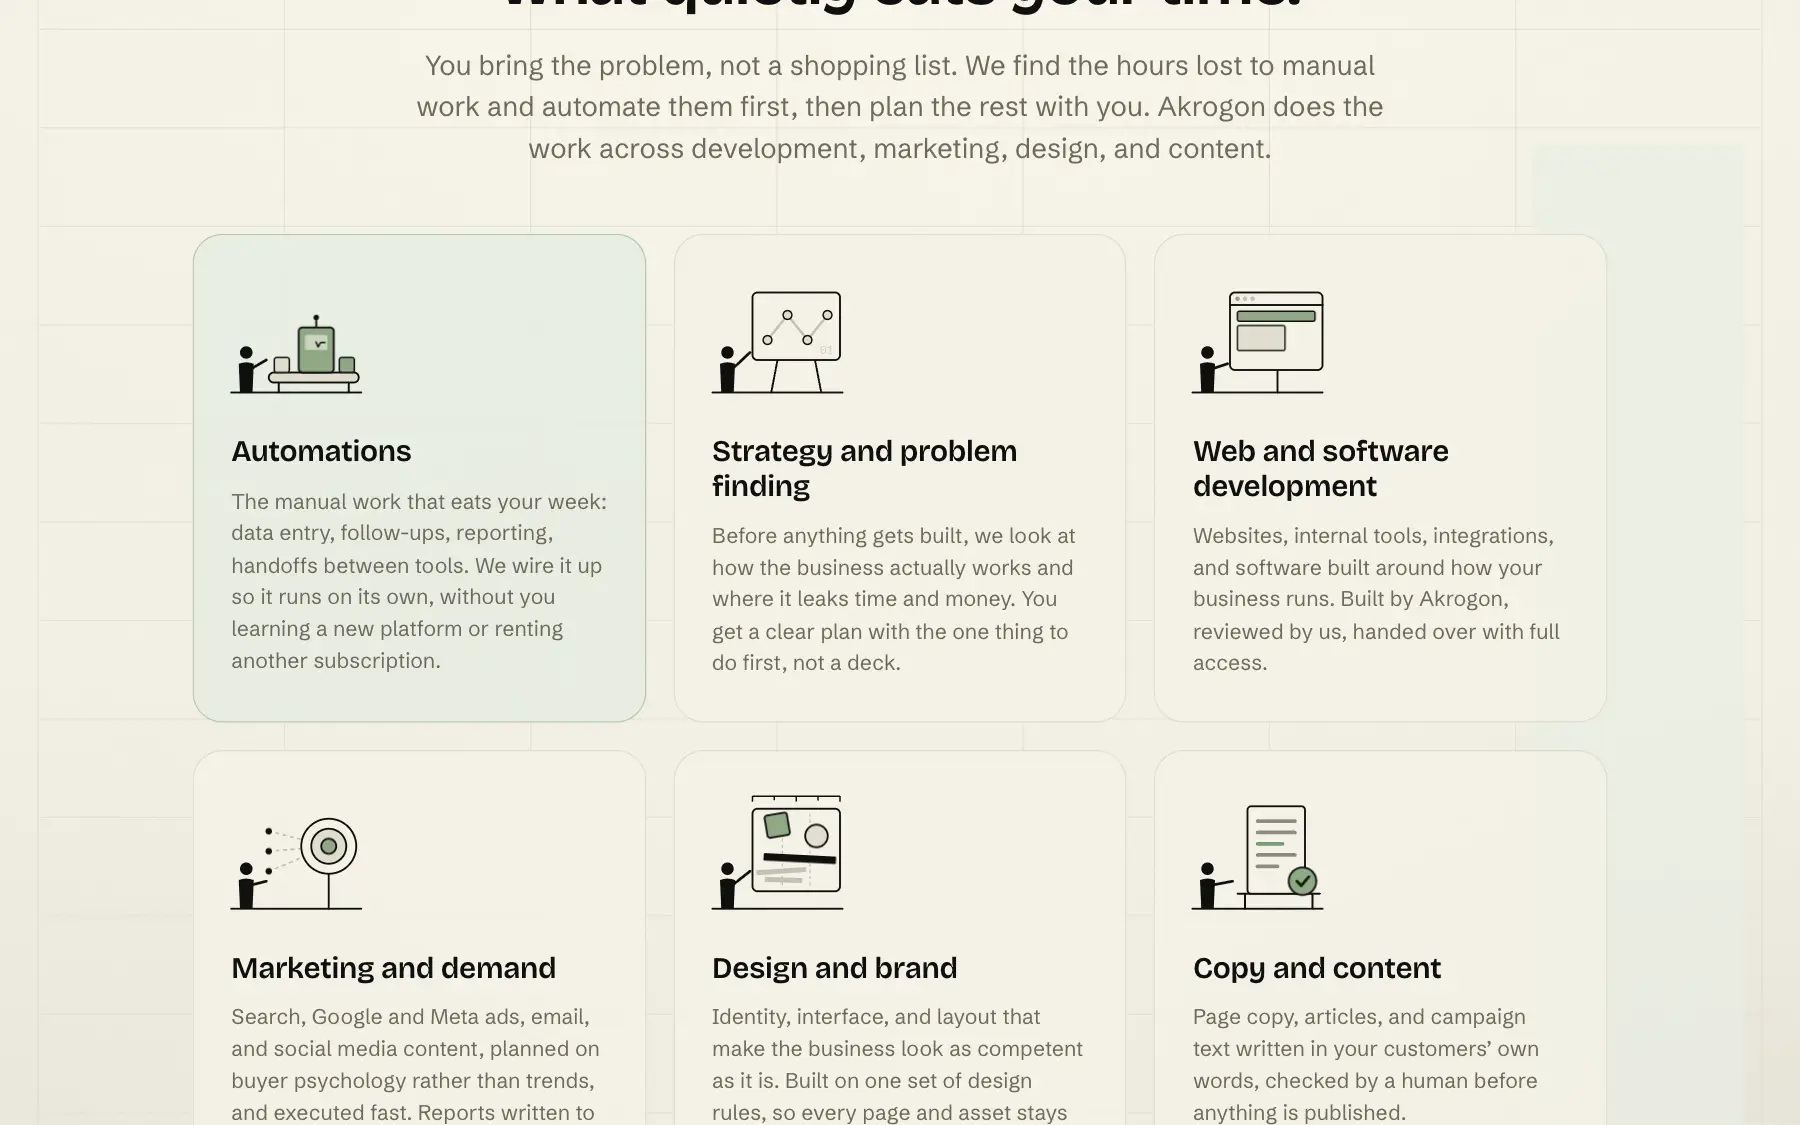 what quietly eats your time.
You bring the problem, not a shopping list. We find the hours lost to manual
work and automate them first, then plan the rest with you. Akrogon does the
work across development, marketing, design, and content.
01
Automations
The manual work that eats your week:
data entry, follow-ups, reporting,
handoffs between tools. We wire it up
so it runs on its own, without you
learning a new platform or renting
another subscription.
Strategy and problem
finding
Before anything gets built, we look at
how the business actually works and
where it leaks time and money. You
get a clear plan with the one thing to
do first, not a deck.
Web and software
development
Websites, internal tools, integrations,
and software built around how your
business runs. Built by Akrogon,
reviewed by us, handed over with full
access.
Marketing and demand
Search, Google and Meta ads, email,
and social media content, planned on
buyer psychology rather than trends,
and executed fast. Reports written to
Design and brand
Identity, interface, and layout that
make the business look as competent
as it is. Built on one set of design
rules, so every page and asset stays
Copy and content
Page copy, articles, and campaign
text written in your customers’ own
words, checked by a human before
anything is published.